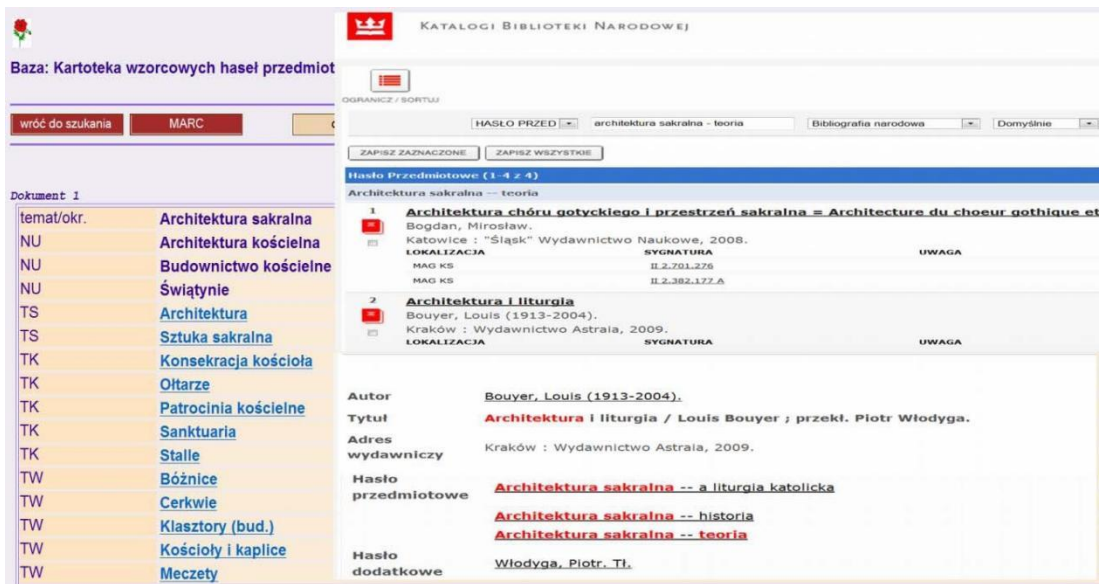 Baza: Kartoteka wzorcowych haseł przedmiot
wróć do szukania MARC
Dokument 1
temat/okr. Architektura sakralna
NU Architektura kościelna
NU Budownictwo kościelne
NU Świątynie
TS Architektura
TS Sztuka sakralna
TK Konsekracja kościoła
TK Ołtarze
TK Patrocinia kościelne
TK Sanktuaria
TK Stalle
TW Bóżnice
TW Cerkwie
TW Klasztory (bud.)
TW Kościoły i kaplice
TW Meczety
KATALOGI BIBLIOTEKI NARODOWEJ
OGRANICZ / SORTUJ
HASŁO PRZED architektura sakralna - teoria Bibliografia narodowa Domyślnie
ZAPISZ ZAZNACZONE ZAPISZ WSZYSTKIE
Hasło Przedmiotowe (1-4 z 4)
Architektura sakralna -- teoria
1 Architektura chóru gotyckiego i przestrzeń sakralna = Architecture du choeur gothique et
Bogdan, Mirosław.
Katowice : "Śląsk" Wydawnictwo Naukowe, 2008.
LOKALIZACJA SYGNATURA UWAGA
MAG KS II 2.701.276
MAG KS II 2.382.177 A
2 Architektura i liturgia
Bouyer, Louis (1913-2004).
Kraków : Wydawnictwo Astraia, 2009.
LOKALIZACJA SYGNATURA UWAGA
Autor Bouyer, Louis (1913-2004).
Tytuł Architektura i liturgia / Louis Bouyer ; przekł. Piotr Włodyga.
Adres wydawniczy Kraków : Wydawnictwo Astraia, 2009.
Hasło przedmiotowe Architektura sakralna -- a liturgia katolicka
Architektura sakralna -- historia
Architektura sakralna -- teoria
Hasło dodatkowe Włodyga, Piotr. Tł.